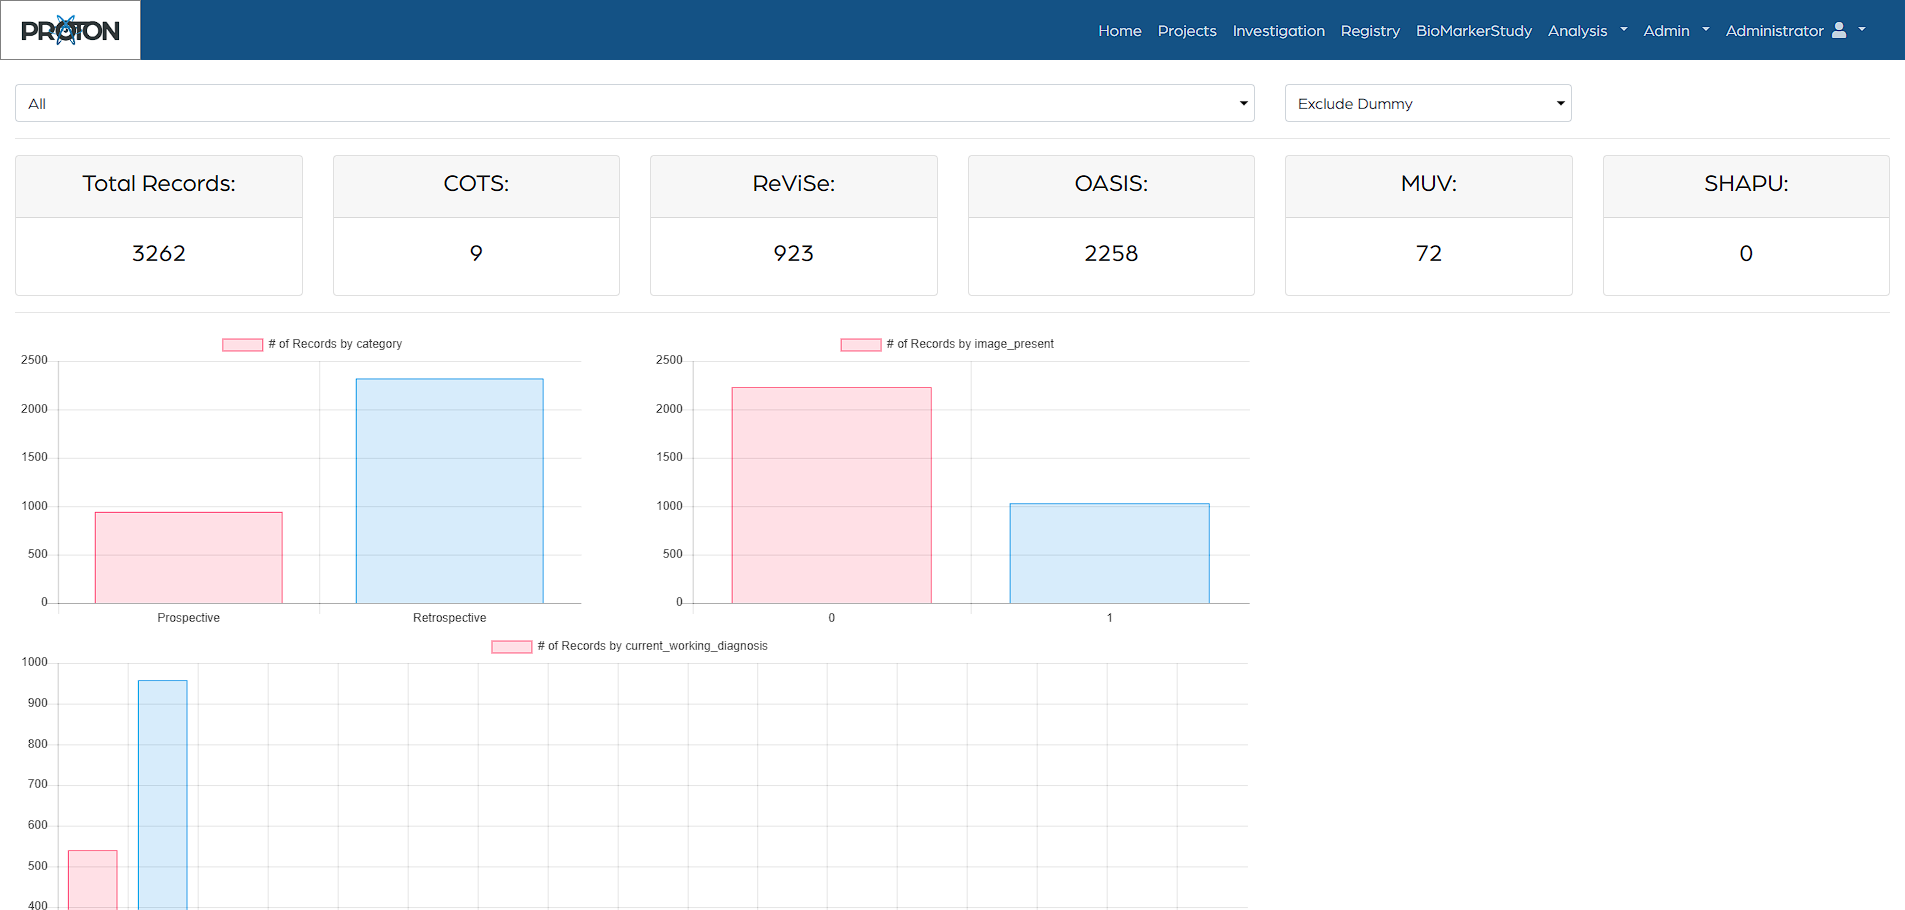 PROTON
Home Projects Investigation Registry BioMarkerStudy Analysis Admin Administrator
All
Exclude Dummy
Total Records:
3262
COTS:
9
ReViSe:
923
OASIS:
2258
MUV:
72
SHAPU:
0
# of Records by category
2500
2000
1500
1000
500
0
Prospective
Retrospective
# of Records by image_present
2500
2000
1500
1000
500
0
0
1
# of Records by current_working_diagnosis
1000
900
800
700
600
500
400